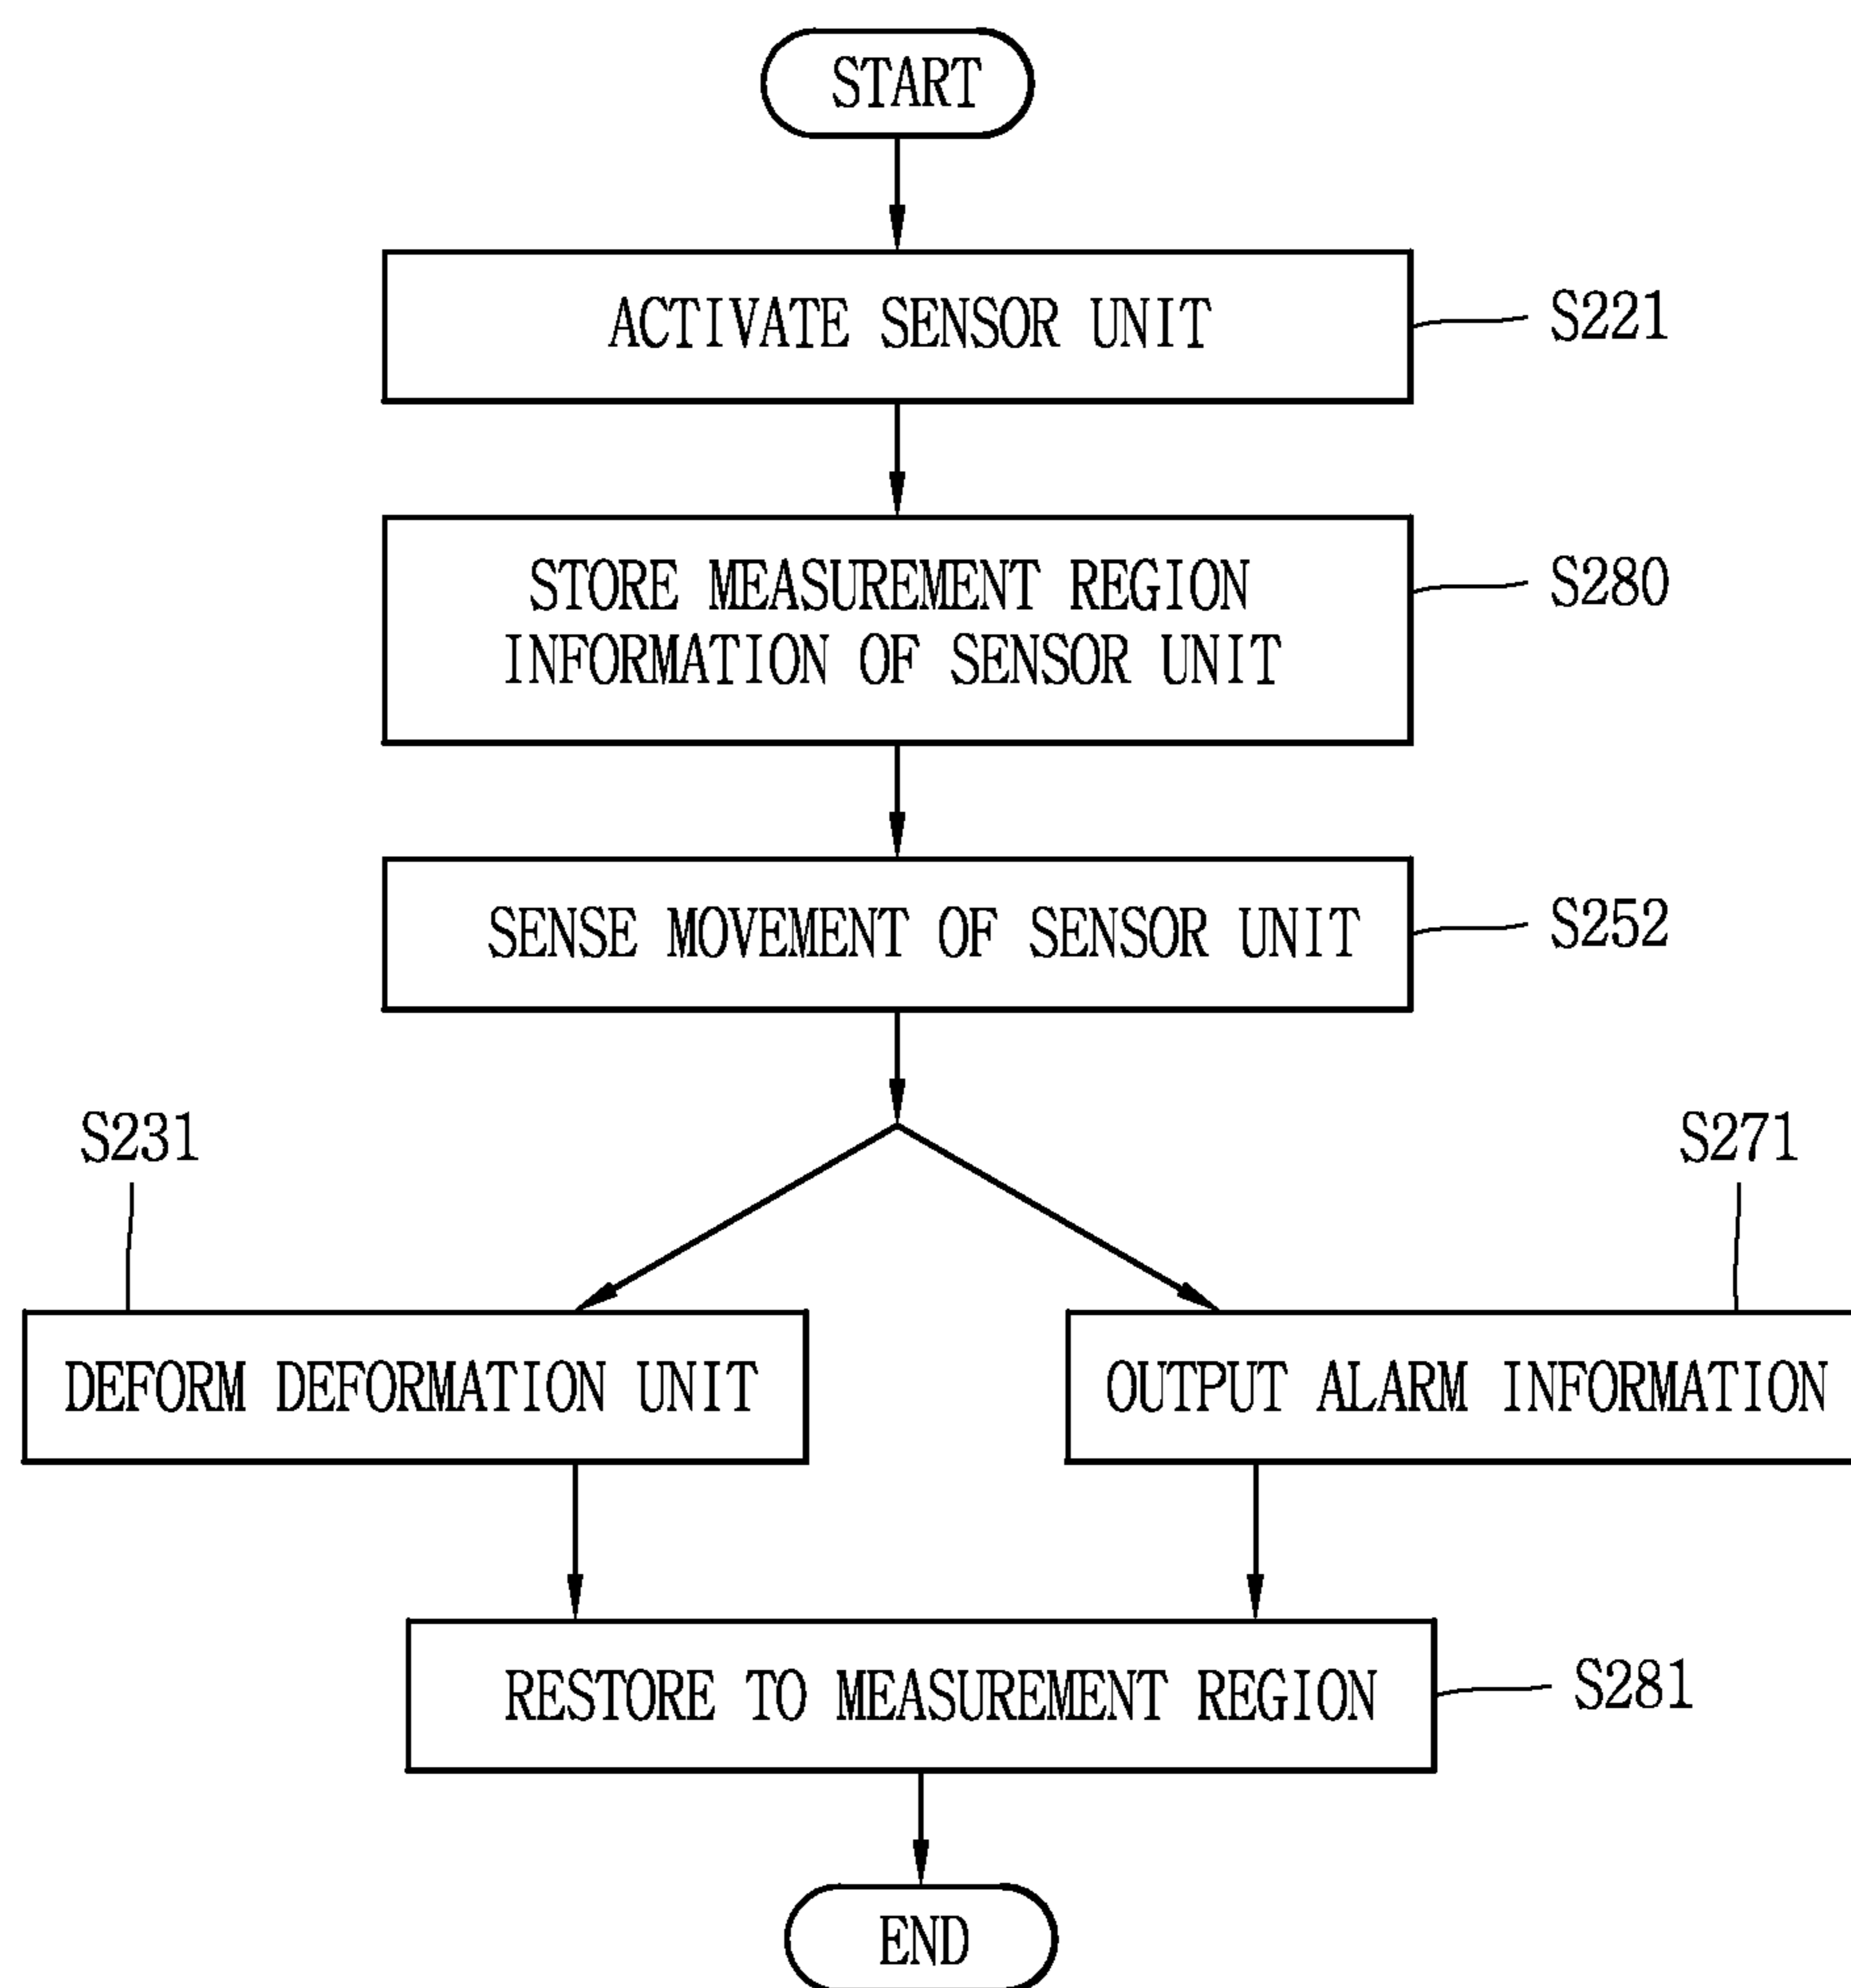 START
ACTIVATE SENSOR UNIT
S221
STORE MEASUREMENT REGION
INFORMATION OF SENSOR UNIT
S280
SENSE MOVEMENT OF SENSOR UNIT
S252
S231
S271
DEFORM DEFORMATION UNIT
OUTPUT ALARM INFORMATION
RESTORE TO MEASUREMENT REGION
S281
END